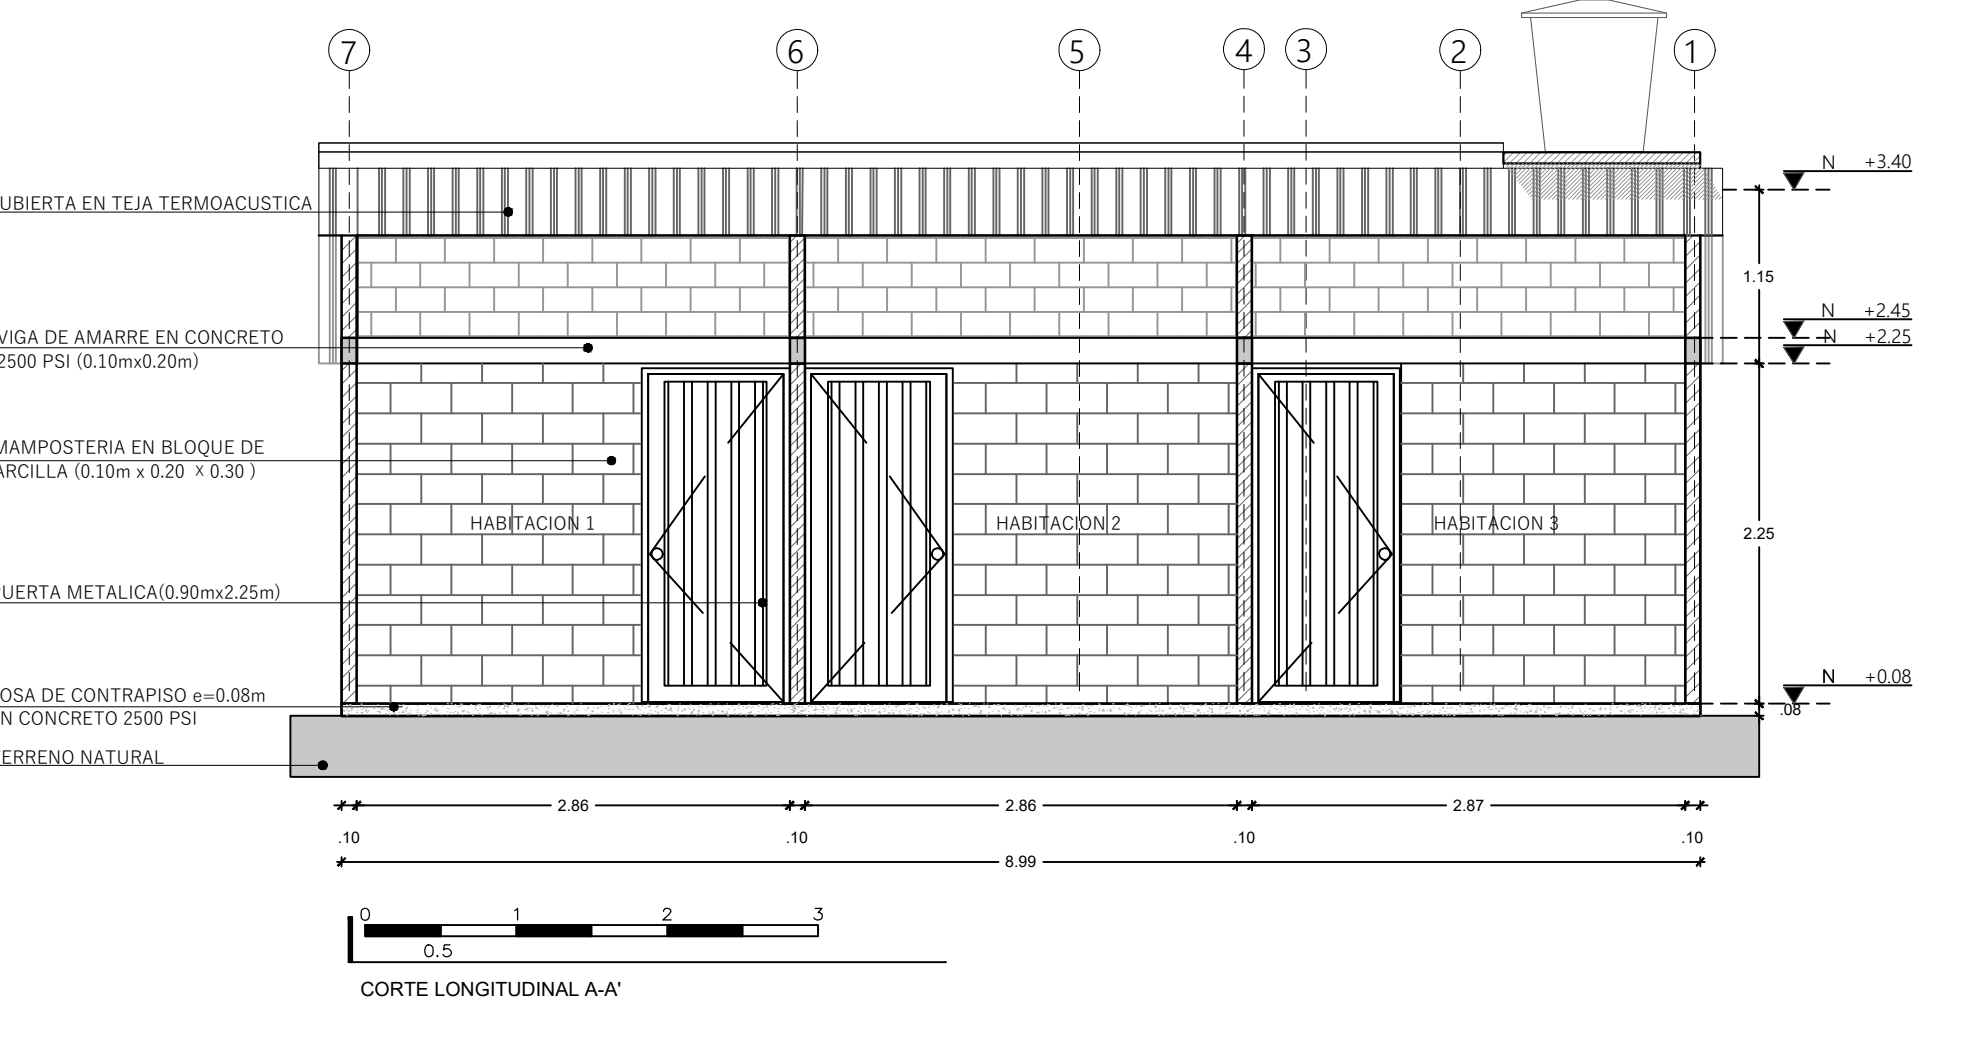 7 6 5 4 3 2 1
N +3.40
UBIERTA EN TEJA TERMOACUSTICA
1.15
N +2.45
VIGA DE AMARRE EN CONCRETO
N +2.25
2500 PSI (0.10mx0.20m)
MAMPOSTERIA EN BLOQUE DE
ARCILLA (0.10m x 0.20 x 0.30 )
HABITACION 1 HABITACION 2 HABITACION 3
2.25
PUERTA METALICA(0.90mx2.25m)
N +0.08
OSA DE CONTRAPISO e=0.08m
.08
N CONCRETO 2500 PSI
TERRENO NATURAL
2.86 2.86 2.87
.10 .10 .10 .10
8.99
0 1 2 3
0.5
CORTE LONGITUDINAL A-A'